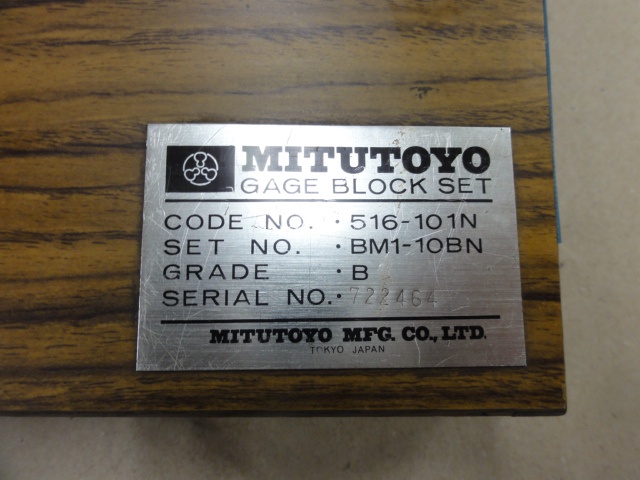 MITUTOYO
GAGE BLOCK SET
CODE NO. · 516-101N
SET NO. · BM1-10BN
GRADE · B
SERIAL NO. · 722464
MITUTOYO MFG. CO., LTD.
TOKYO JAPAN